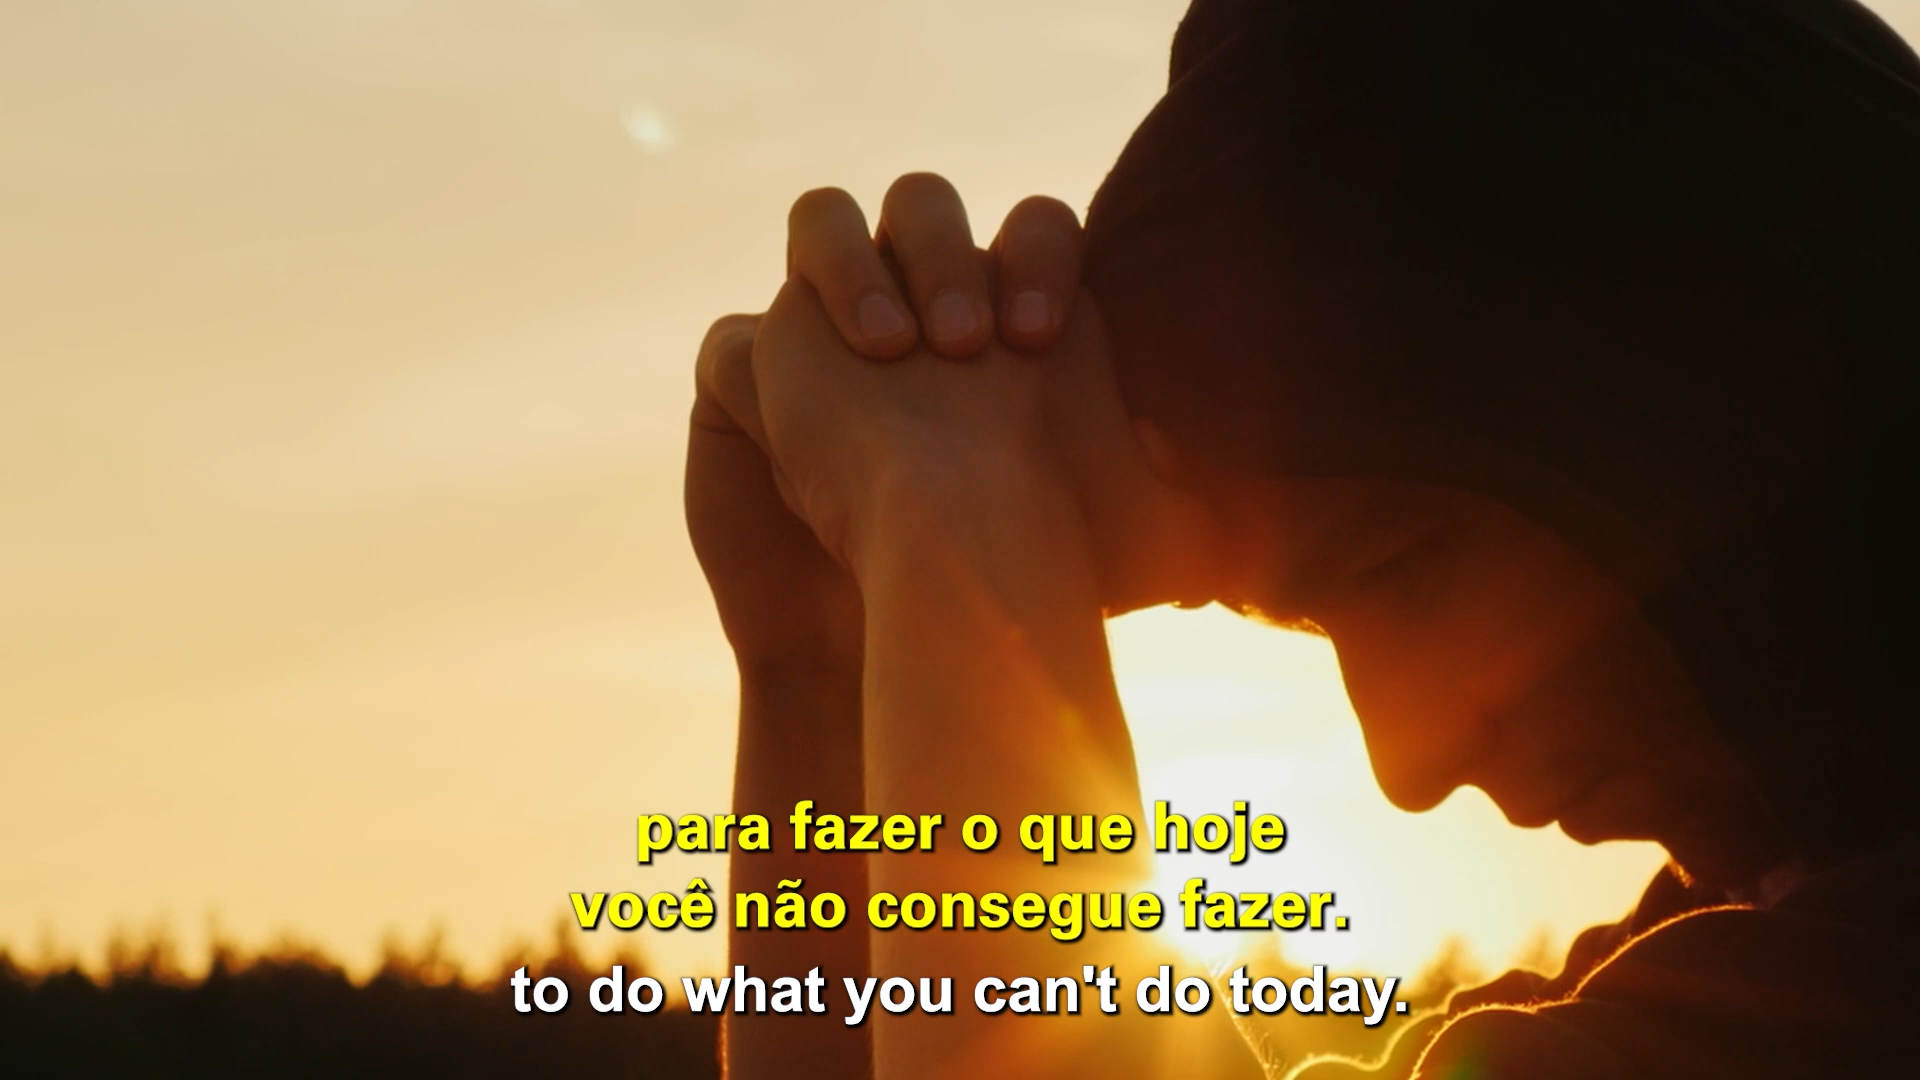 para fazer o que hoje
você não consegue fazer.
to do what you can't do today.